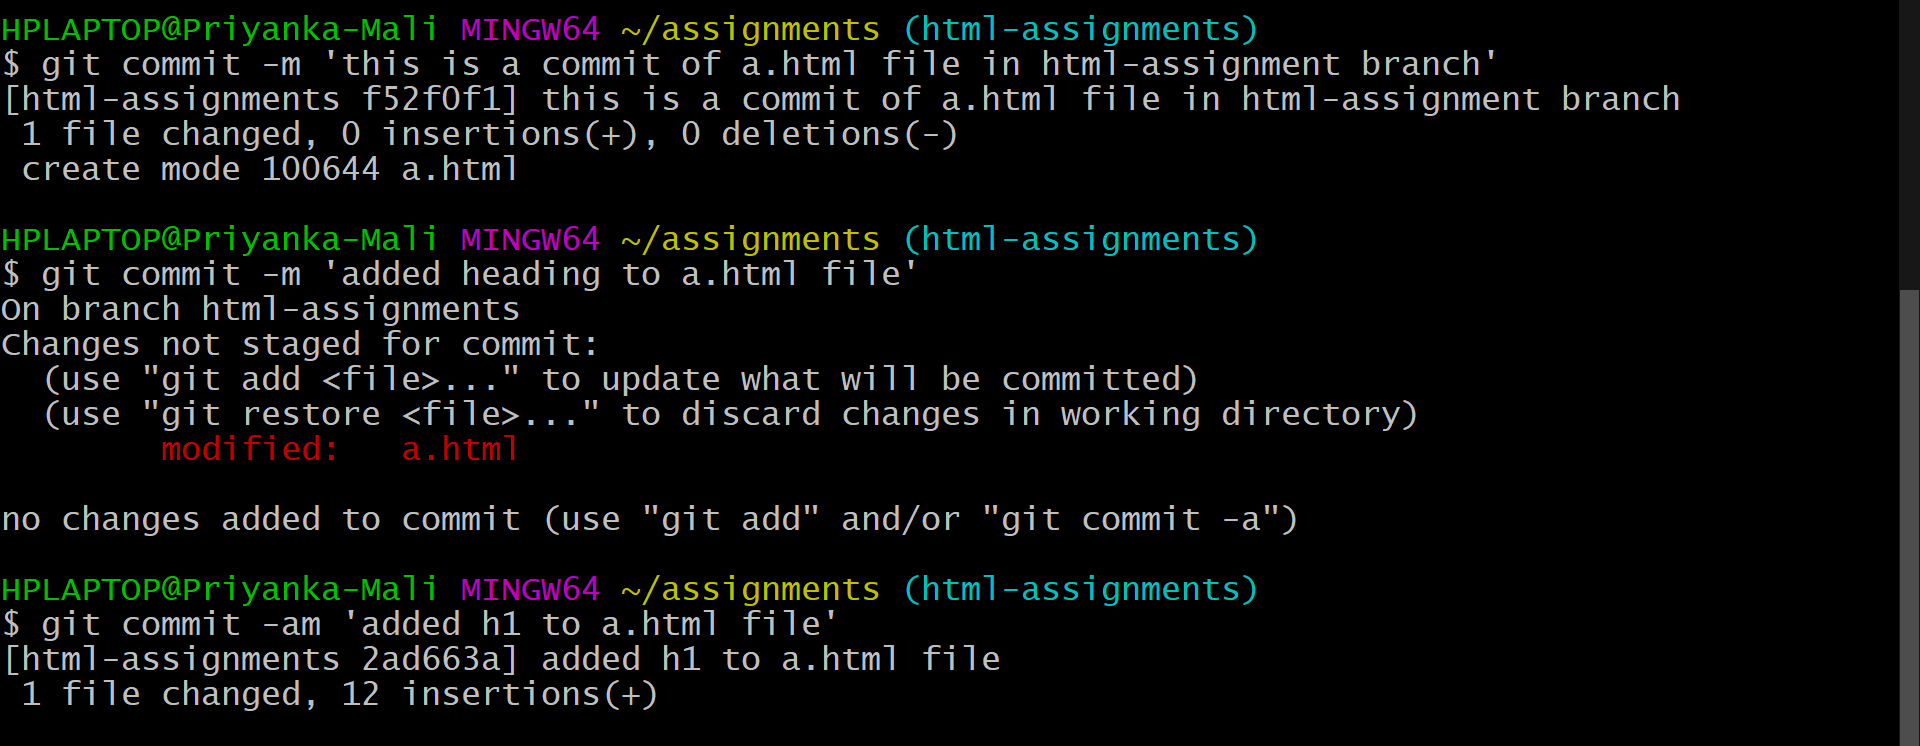 HPLAPTOP@Priyanka-Mali MINGW64 ~/assignments (html-assignments)
$ git commit -m 'this is a commit of a.html file in html-assignment branch'
[html-assignments f52f0f1] this is a commit of a.html file in html-assignment branch
 1 file changed, 0 insertions(+), 0 deletions(-)
 create mode 100644 a.html

HPLAPTOP@Priyanka-Mali MINGW64 ~/assignments (html-assignments)
$ git commit -m 'added heading to a.html file'
On branch html-assignments
Changes not staged for commit:
  (use "git add <file>..." to update what will be committed)
  (use "git restore <file>..." to discard changes in working directory)
        modified:   a.html

no changes added to commit (use "git add" and/or "git commit -a")

HPLAPTOP@Priyanka-Mali MINGW64 ~/assignments (html-assignments)
$ git commit -am 'added h1 to a.html file'
[html-assignments 2ad663a] added h1 to a.html file
 1 file changed, 12 insertions(+)